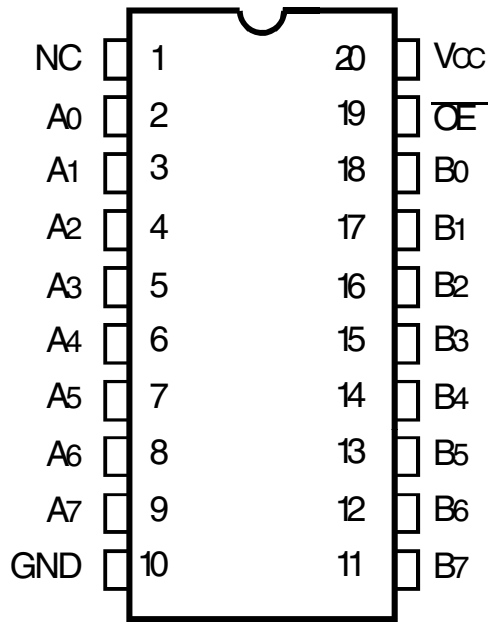 NC 1 20 VCC
A0 2 19 O̅E̅
A1 3 18 B0
A2 4 17 B1
A3 5 16 B2
A4 6 15 B3
A5 7 14 B4
A6 8 13 B5
A7 9 12 B6
GND 10 11 B7